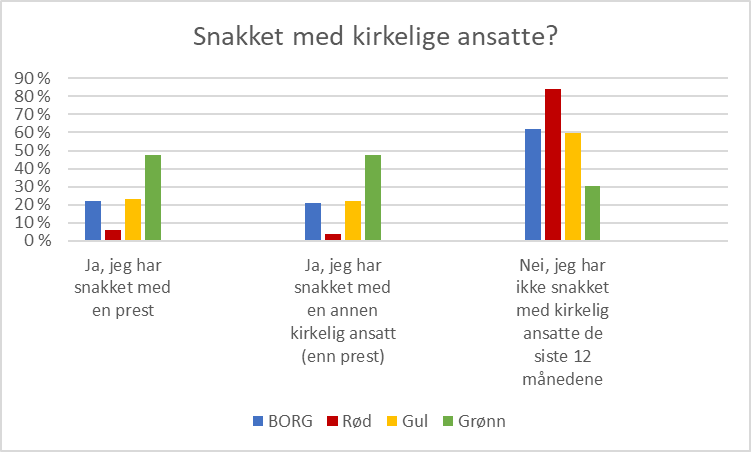 Snakket med kirkelige ansatte?
90 %
80 %
70 %
60 %
50 %
40 %
30 %
20 %
10 %
0 %
Ja, jeg har
snakket med
en prest
Ja, jeg har
snakket med
en annen
kirkelig ansatt
(enn prest)
Nei, jeg har
ikke snakket
med kirkelig
ansatte de
siste 12
månedene
BORG Rød Gul Grønn